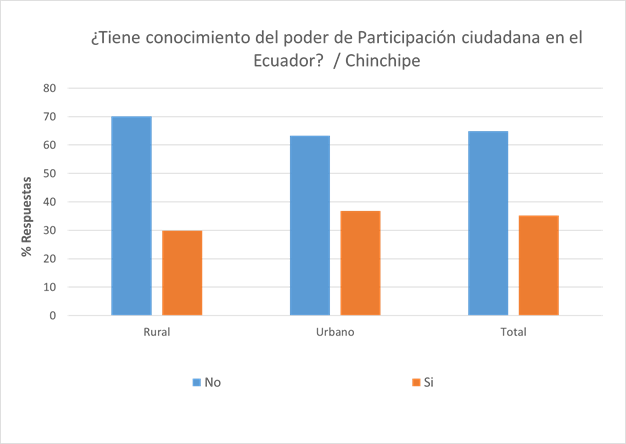 ¿Tiene conocimiento del poder de Participación ciudadana en el
Ecuador?  / Chinchipe
80
70
60
50
40
30
20
10
0
% Respuestas
Rural
Urbano
Total
No
Si